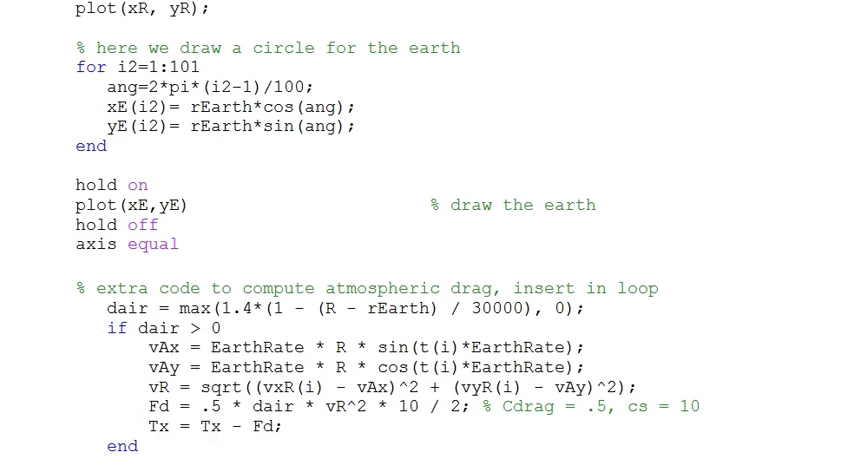 plot(xR, yR);
% here we draw a circle for the earth
for i2=1:101
ang=2*pi*(i2-1)/100;
xE(i2)= rEarth*cos(ang);
yE(i2)= rEarth*sin(ang);
end
hold on
plot(xE,yE) % draw the earth
hold off
axis equal
% extra code to compute atmospheric drag, insert in loop
dair = max(1.4*(1 - (R - rEarth) / 30000), 0);
if dair > 0
vAx = EarthRate * R * sin(t(i)*EarthRate);
vAy = EarthRate * R * cos(t(i)*EarthRate);
vR = sqrt((vxR(i) - vAx)^2 + (vyR(i) - vAy)^2);
Fd = .5 * dair * vR^2 * 10 / 2; % Cdrag = .5, cs = 10
Tx = Tx - Fd;
end